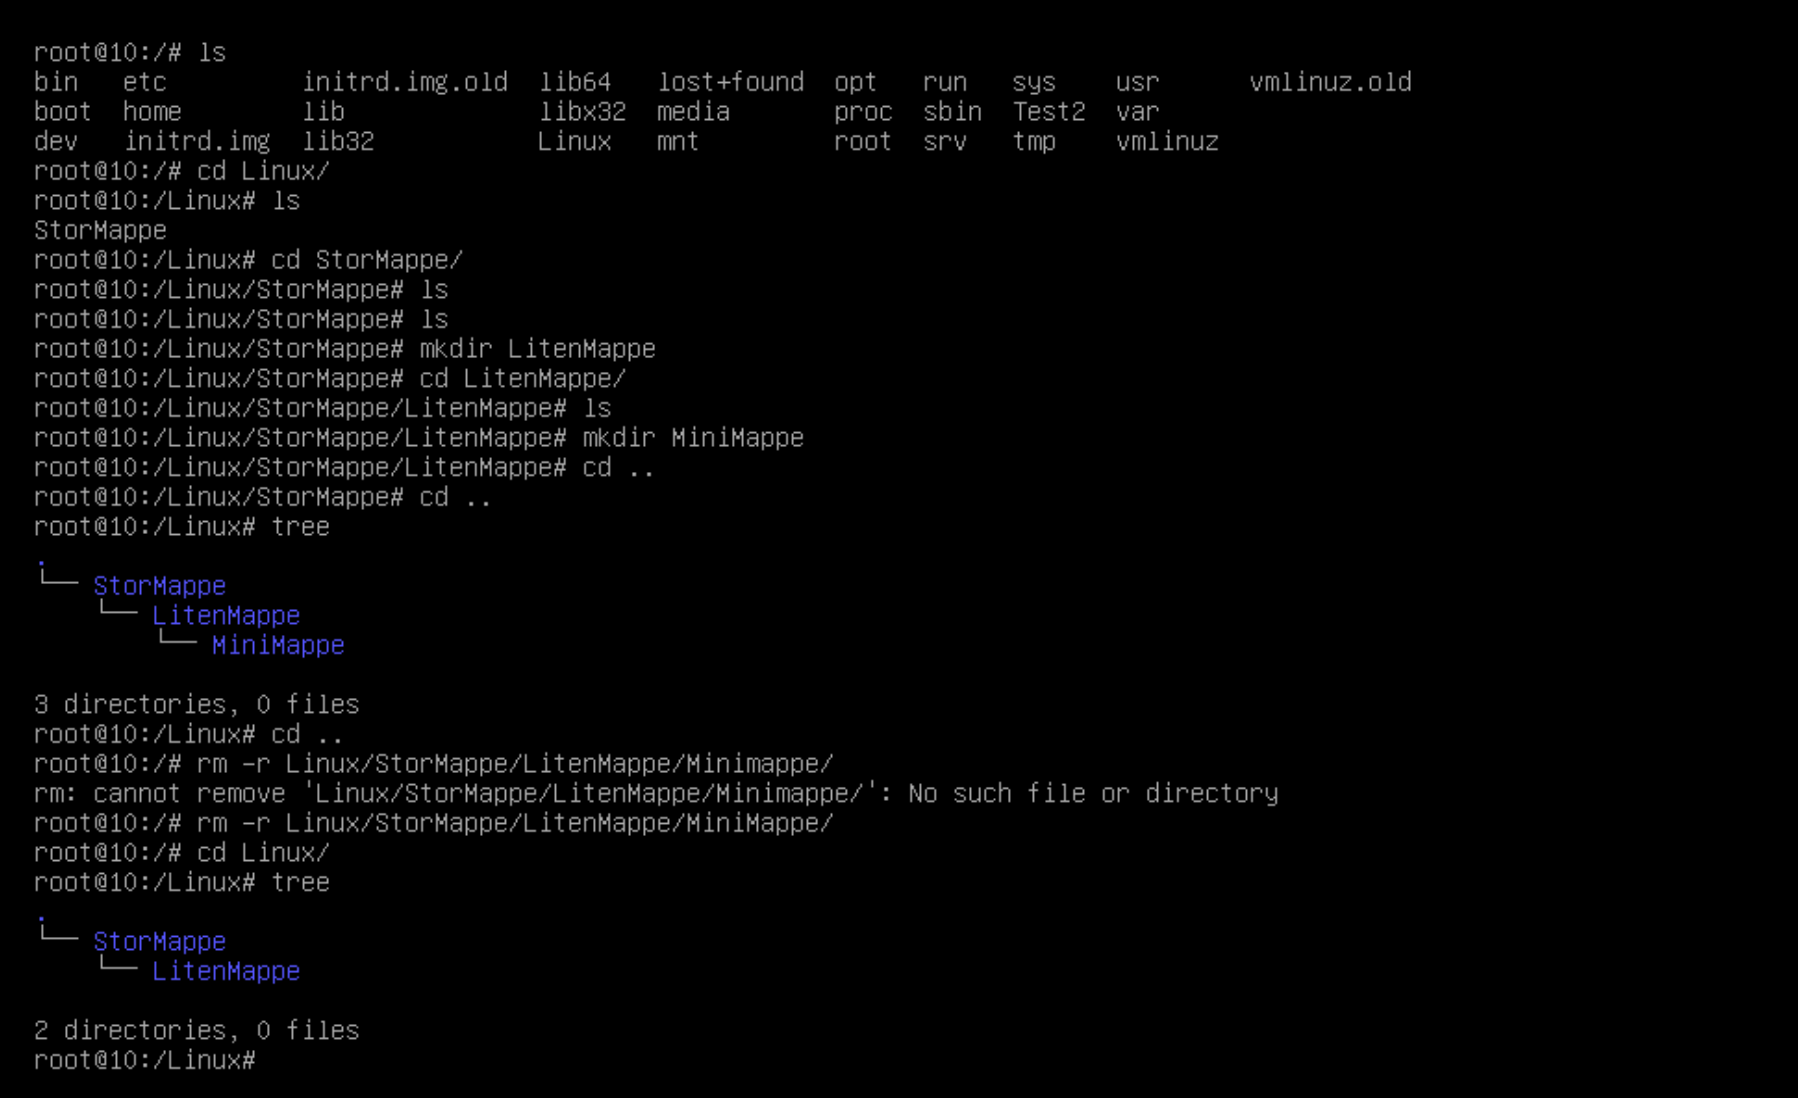 root@10:/# ls
bin   etc         initrd.img.old  lib64   lost+found  opt   run   sys    usr      vmlinuz.old
boot  home        lib             libx32  media       proc  sbin  Test2  var
dev   initrd.img  lib32           Linux   mnt         root  srv   tmp    vmlinuz
root@10:/# cd Linux/
root@10:/Linux# ls
StorMappe
root@10:/Linux# cd StorMappe/
root@10:/Linux/StorMappe# ls
root@10:/Linux/StorMappe# ls
root@10:/Linux/StorMappe# mkdir LitenMappe
root@10:/Linux/StorMappe# cd LitenMappe/
root@10:/Linux/StorMappe/LitenMappe# ls
root@10:/Linux/StorMappe/LitenMappe# mkdir MiniMappe
root@10:/Linux/StorMappe/LitenMappe# cd ..
root@10:/Linux/StorMappe# cd ..
root@10:/Linux# tree
.
└── StorMappe
    └── LitenMappe
        └── MiniMappe

3 directories, 0 files
root@10:/Linux# cd ..
root@10:/# rm -r Linux/StorMappe/LitenMappe/Minimappe/
rm: cannot remove 'Linux/StorMappe/LitenMappe/Minimappe/': No such file or directory
root@10:/# rm -r Linux/StorMappe/LitenMappe/MiniMappe/
root@10:/# cd Linux/
root@10:/Linux# tree
.
└── StorMappe
    └── LitenMappe

2 directories, 0 files
root@10:/Linux#